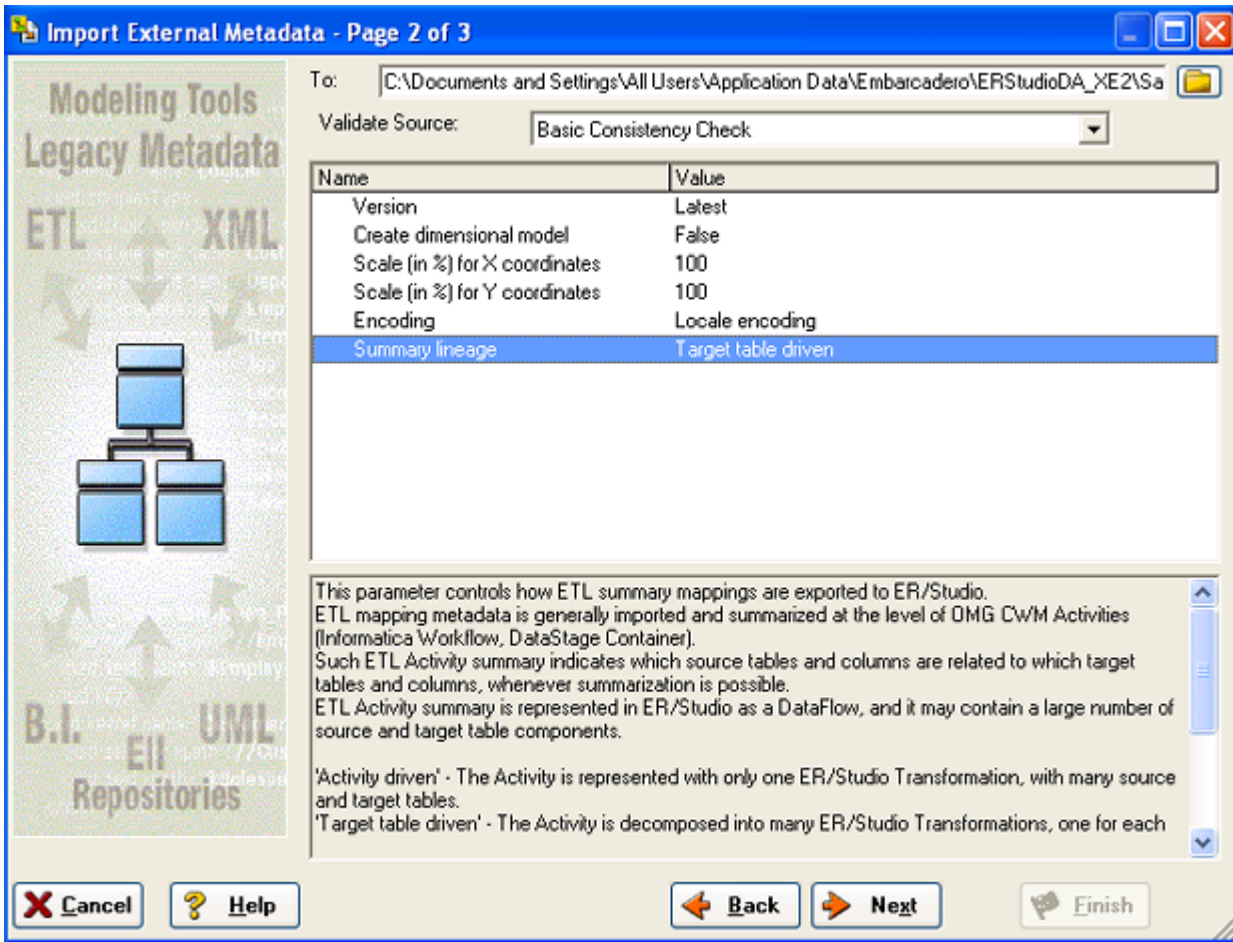 Import External Metadata - Page 2 of 3
Modeling Tools
Legacy Metadata
ETL XML
B.I. EII UML
Repositories
To: C:\Documents and Settings\All Users\Application Data\Embarcadero\ERStudioDA_XE2\Sa
Validate Source: Basic Consistency Check
Name Value
Version Latest
Create dimensional model False
Scale (in %) for X coordinates 100
Scale (in %) for Y coordinates 100
Encoding Locale encoding
Summary lineage Target table driven
This parameter controls how ETL summary mappings are exported to ER/Studio.
ETL mapping metadata is generally imported and summarized at the level of OMG CWM Activities
(Informatica Workflow, DataStage Container).
Such ETL Activity summary indicates which source tables and columns are related to which target
tables and columns, whenever summarization is possible.
ETL Activity summary is represented in ER/Studio as a DataFlow, and it may contain a large number of
source and target table components.
'Activity driven' - The Activity is represented with only one ER/Studio Transformation, with many source
and target tables.
'Target table driven' - The Activity is decomposed into many ER/Studio Transformations, one for each
Cancel Help Back Next Finish